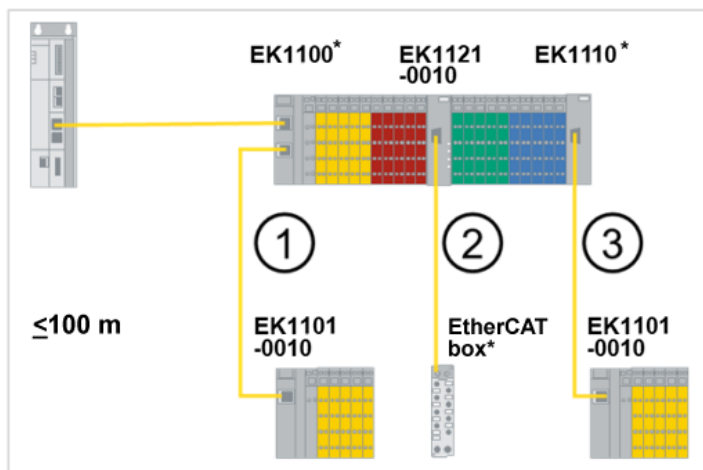 EK1100*
EK1121
-0010
EK1110*
1
2
3
≤100 m
EK1101
-0010
EtherCAT
box*
EK1101
-0010